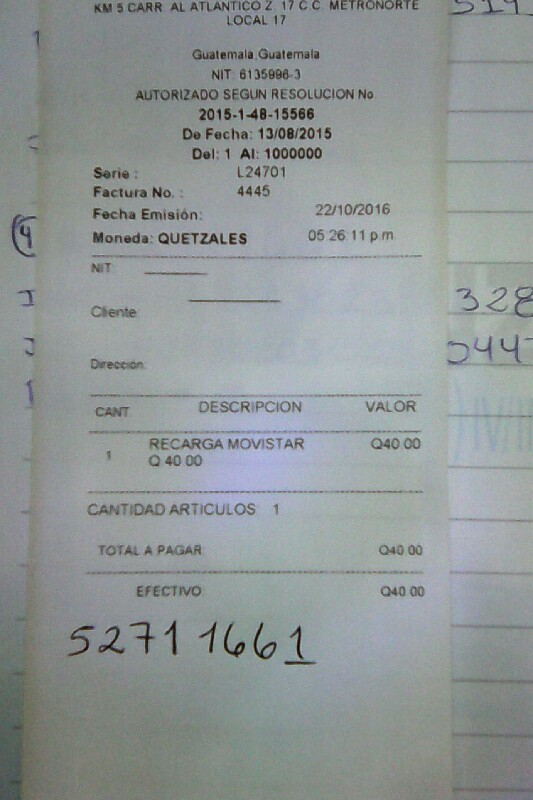 KM 5 CARR. AL ATLANTICO Z. 17 C.C. METRONORTE
LOCAL 17
Guatemala, Guatemala
NIT: 6135996-3
AUTORIZADO SEGUN RESOLUCION No.
2015-1-48-15566
De Fecha: 13/08/2015
Del: 1 Al: 1000000
Serie : L24701
Factura No. : 4445
Fecha Emisión: 22/10/2016
Moneda: QUETZALES 05:26:11 p.m.
NIT:
Cliente:
Dirección:
CANT DESCRIPCION VALOR
1 RECARGA MOVISTAR Q40.00
Q 40.00
CANTIDAD ARTICULOS 1
TOTAL A PAGAR Q40.00
EFECTIVO Q40.00
52711661
328
0447